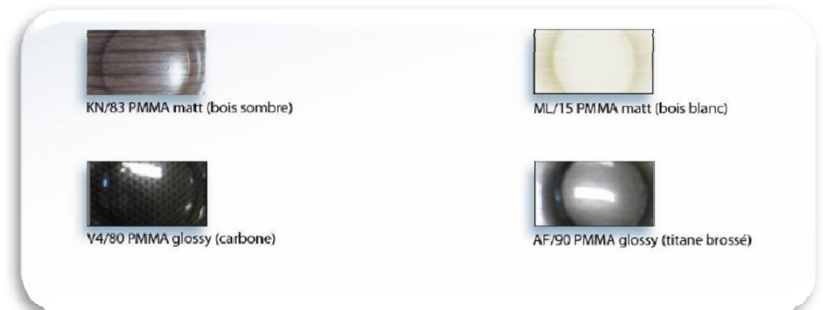 KN/83 PMMA matt (bois sombre)
ML/15 PMMA matt (bois blanc)
V4/80 PMMA glossy (carbone)
AF/90 PMMA glossy (titane brossé)